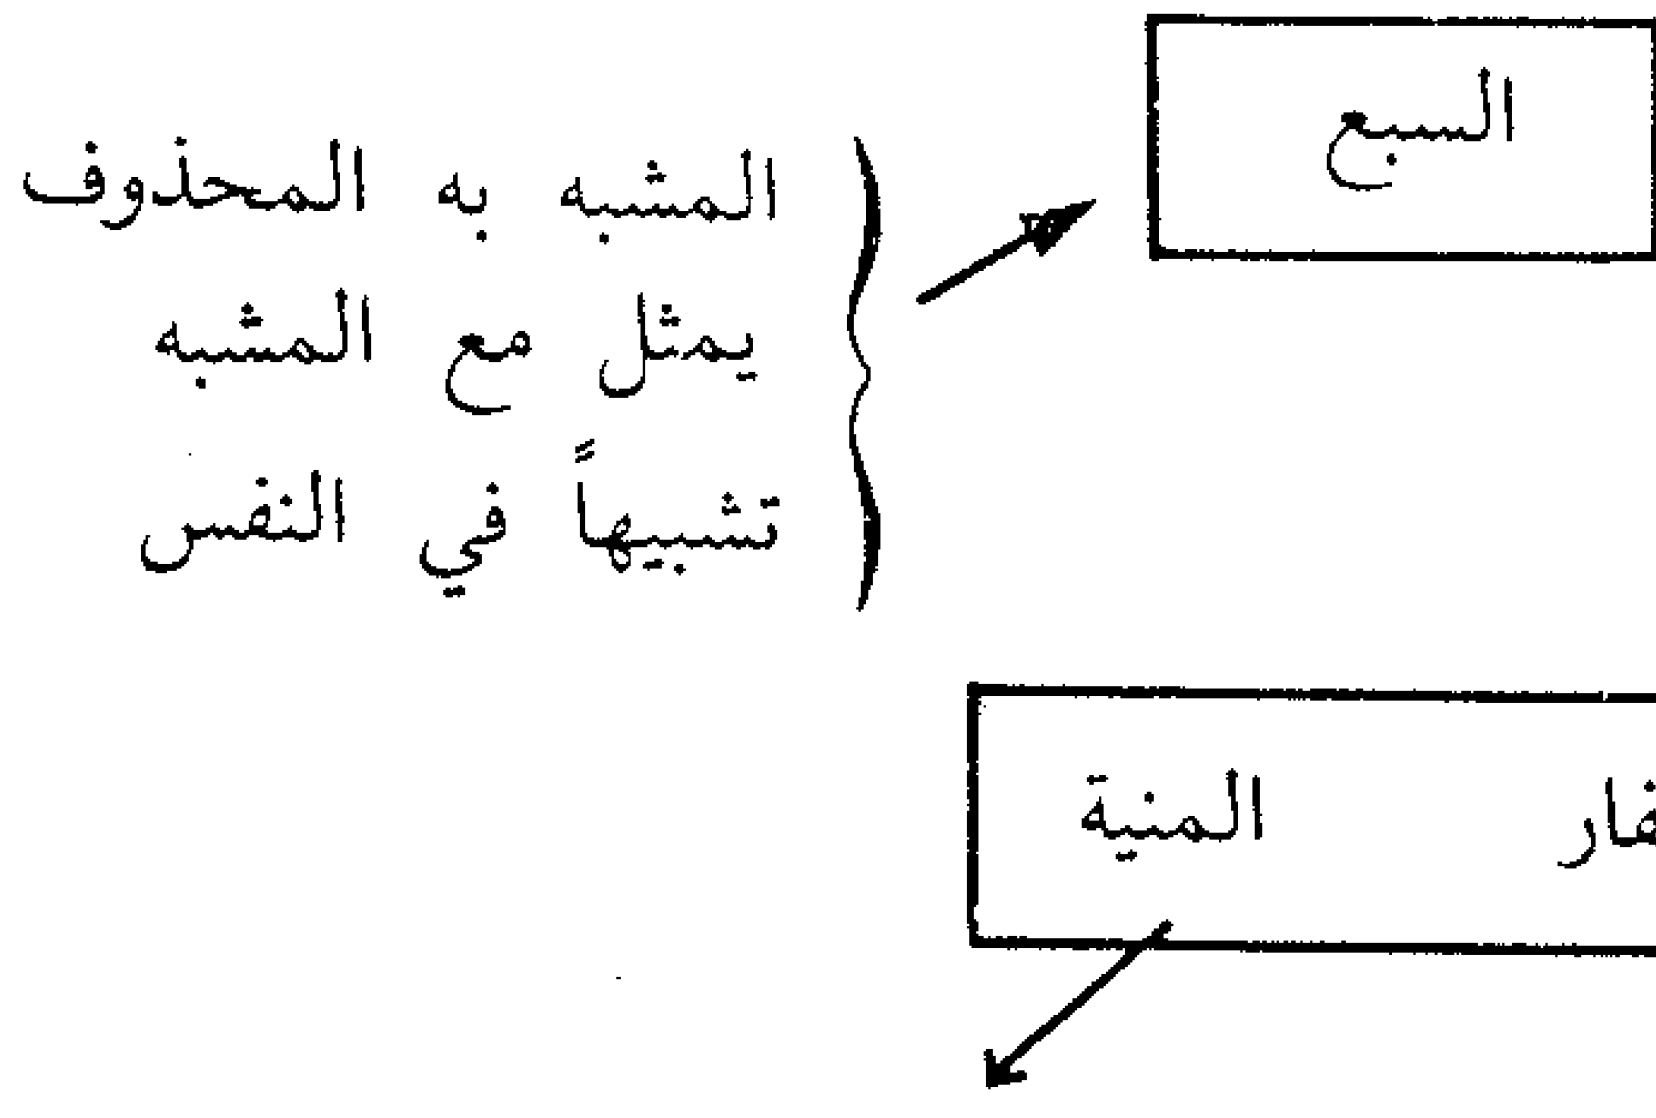 السبع
المشبه به المحذوف
يمثل مع المشبه
تشبيهاً في النفس
المنية